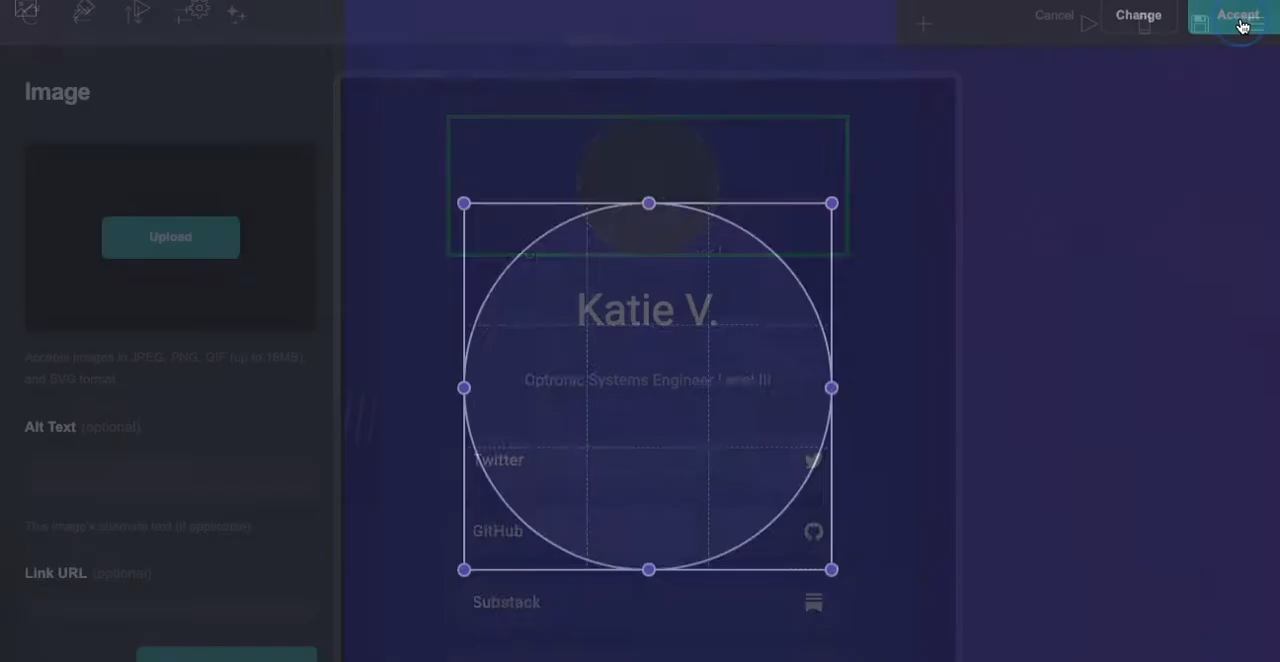 Cancel
Change
Accept
Image
Upload
Accepts images in JPEG, PNG, GIF (up to 16MB),
and SVG format.
Alt Text (optional)
This image's alternate text (if applicable).
Link URL (optional)
Katie V.
Optronic Systems Engineer III
Twitter
GitHub
Substack